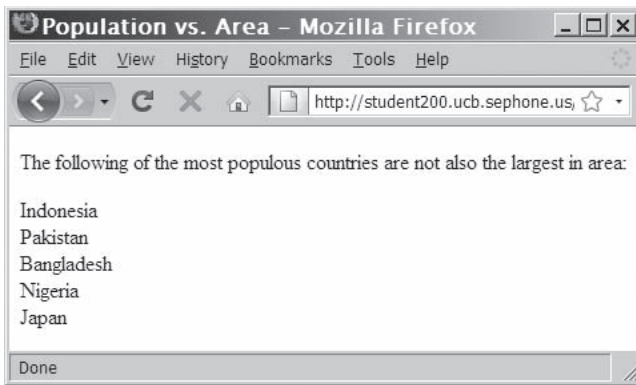 Population vs. Area – Mozilla Firefox
File Edit View History Bookmarks Tools Help
http://student200.ucb.sephone.us/
The following of the most populous countries are not also the largest in area:
Indonesia
Pakistan
Bangladesh
Nigeria
Japan
Done